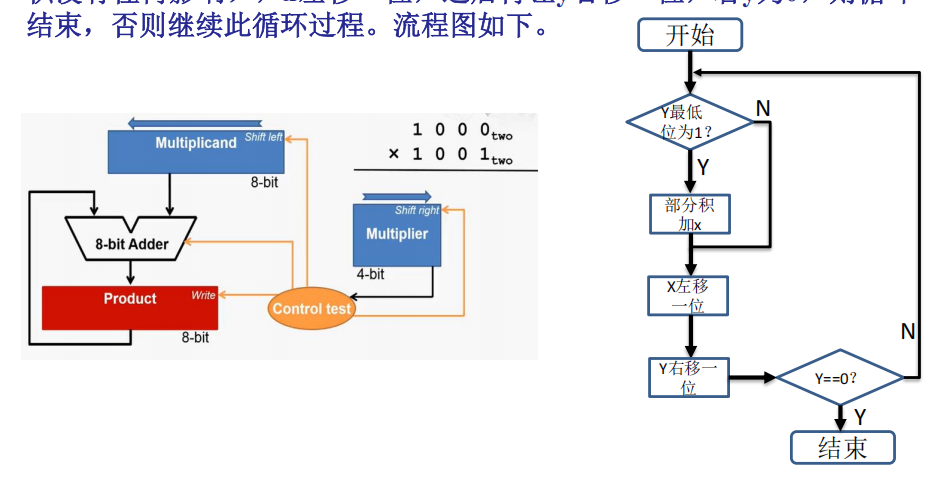 结束，否则继续此循环过程。流程图如下。
开始
Y最低
位为1？
N
Y
部分积
加x
X左移
一位
Y右移一
位
Y==0？
N
Y
结束
Multiplicand
Shift left
8-bit
1 0 0 0two
× 1 0 0 1two
Shift right
Multiplier
4-bit
8-bit Adder
Product
Write
8-bit
Control test